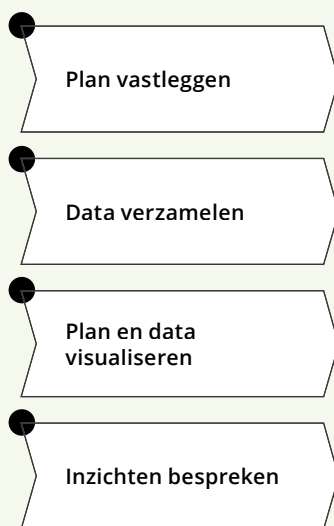 Plan vastleggen
Data verzamelen
Plan en data
visualiseren
Inzichten bespreken